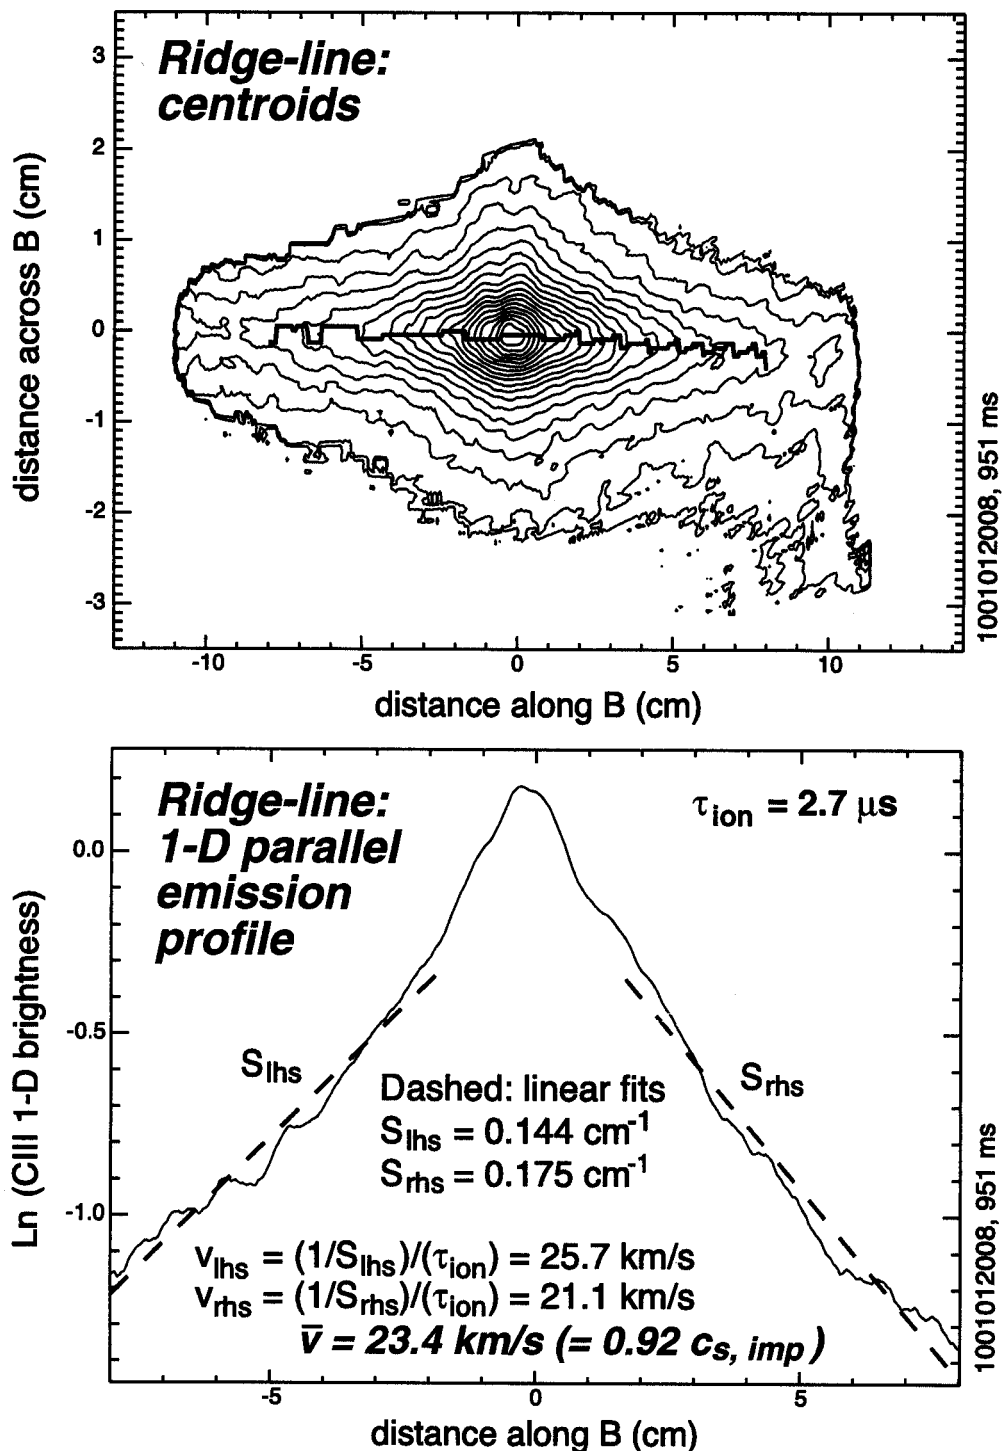 Ridge-line:
centroids
3
2
1
0
-1
-2
-3
distance across B (cm)
-10
-5
0
5
10
distance along B (cm)
1001012008, 951 ms
Ridge-line:
1-D parallel
emission
profile
τion = 2.7 μs
0.0
-0.5
-1.0
Ln (CIII 1-D brightness)
Slhs
Srhs
Dashed: linear fits
Slhs = 0.144 cm-1
Srhs = 0.175 cm-1
vlhs = (1/Slhs)/(τion) = 25.7 km/s
vrhs = (1/Srhs)/(τion) = 21.1 km/s
v̅ = 23.4 km/s (= 0.92 cs, imp)
-5
0
5
distance along B (cm)
1001012008, 951 ms